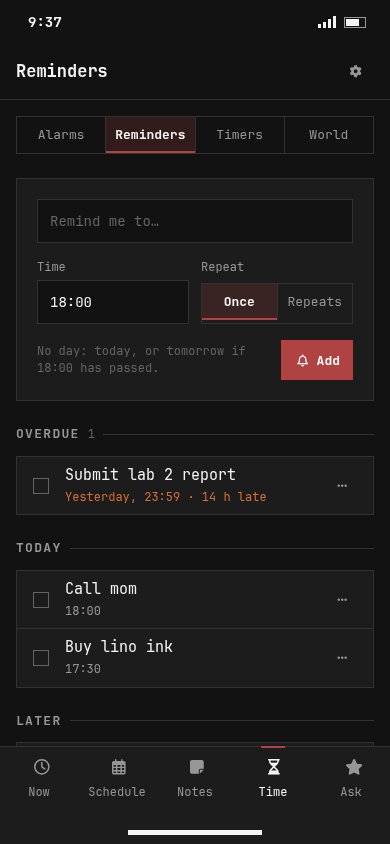 9:37
Reminders
Alarms
Reminders
Timers
World
Remind me to…
Time
Repeat
18:00
Once
Repeats
No day: today, or tomorrow if
18:00 has passed.
Add
OVERDUE 1
Submit lab 2 report
Yesterday, 23:59 · 14 h late
TODAY
Call mom
18:00
Buy lino ink
17:30
LATER
Now
Schedule
Notes
Time
Ask